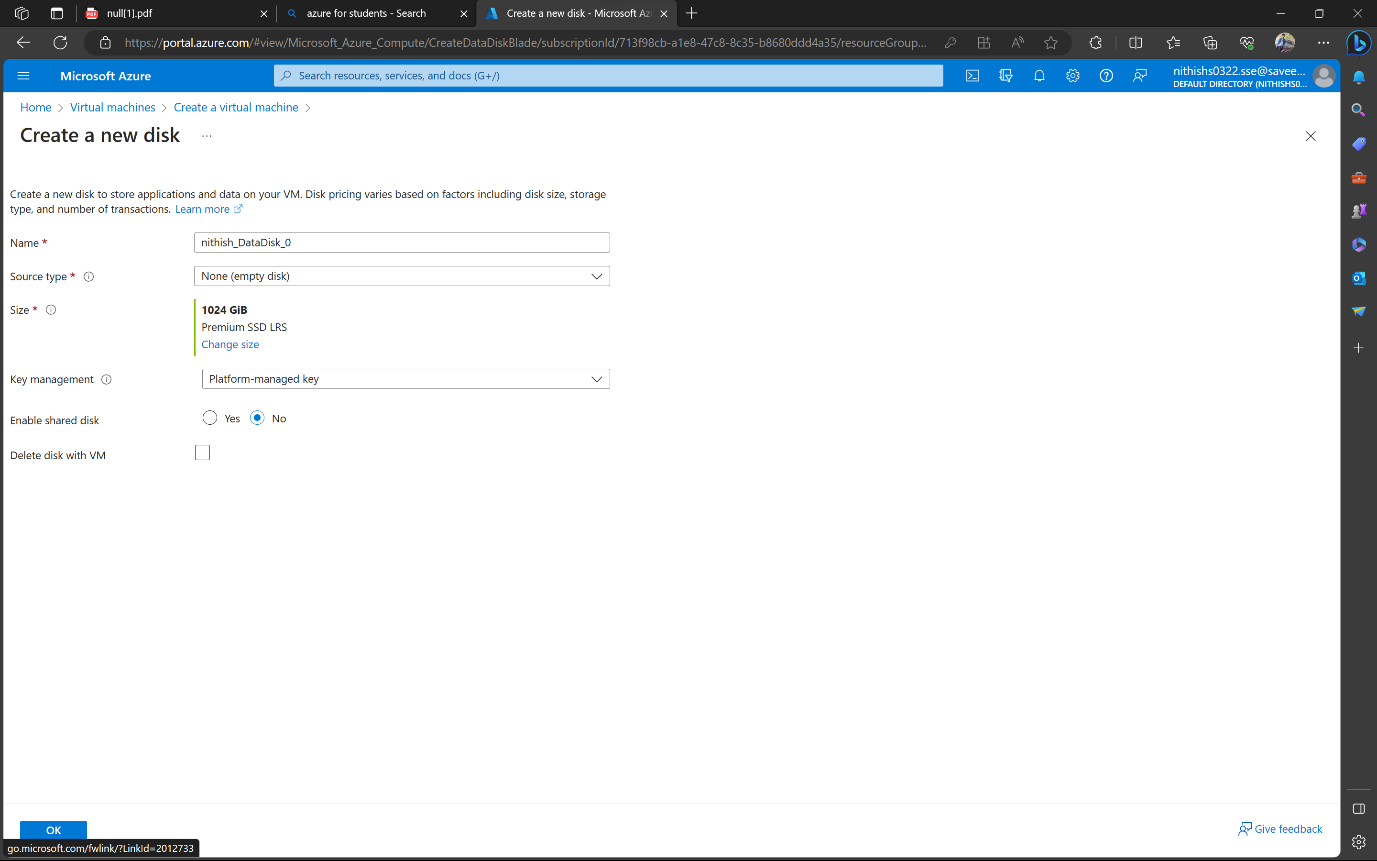 null[1].pdf
azure for students - Search
Create a new disk - Microsoft Az
https://portal.azure.com/#view/Microsoft_Azure_Compute/CreateDataDiskBlade/subscriptionId/713f98cb-a1e8-47c8-8c35-b8680ddd4a35/resourceGroup...
Microsoft Azure
Search resources, services, and docs (G+/)
nithishs0322.sse@savee...
DEFAULT DIRECTORY (NITHISHS0...
Home > Virtual machines > Create a virtual machine >
Create a new disk ...
Create a new disk to store applications and data on your VM. Disk pricing varies based on factors including disk size, storage
type, and number of transactions. Learn more
Name *
nithish_DataDisk_0
Source type *
None (empty disk)
Size *
1024 GiB
Premium SSD LRS
Change size
Key management
Platform-managed key
Enable shared disk
Yes No
Delete disk with VM
OK
Give feedback
go.microsoft.com/fwlink/?LinkId=2012733